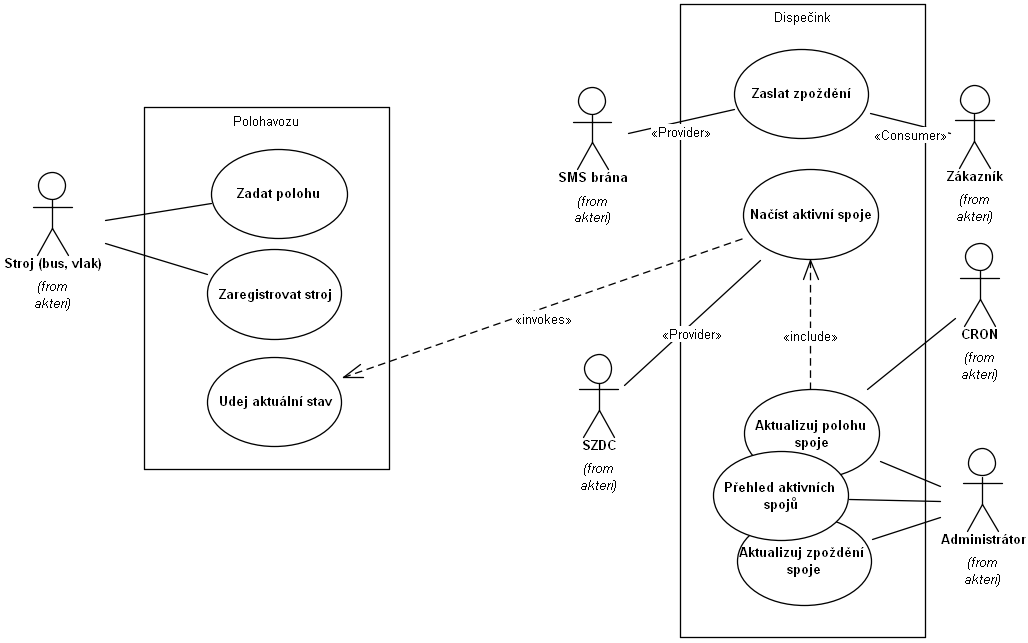 Dispečink
Zaslat zpoždění
«Provider»
«Consumer»
SMS brána
(from
akteri)
Zákazník
(from
akteri)
Polohavozu
Zadat polohu
Stroj (bus, vlak)
(from
akteri)
Zaregistrovat stroj
Udej aktuální stav
Načíst aktivní spoje
«invokes»
«Provider»
«include»
CRON
(from
akteri)
SZDC
(from
akteri)
Aktualizuj polohu
spoje
Přehled aktivních
spojů
Aktualizuj zpoždění
spoje
Administrátor
(from
akteri)